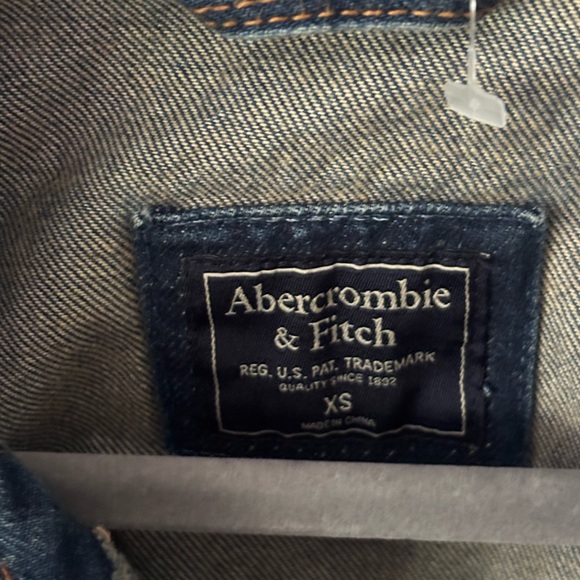 Abercrombie
& Fitch
REG. U.S. PAT. TRADEMARK
QUALITY SINCE 1892
XS
MADE IN CHINA